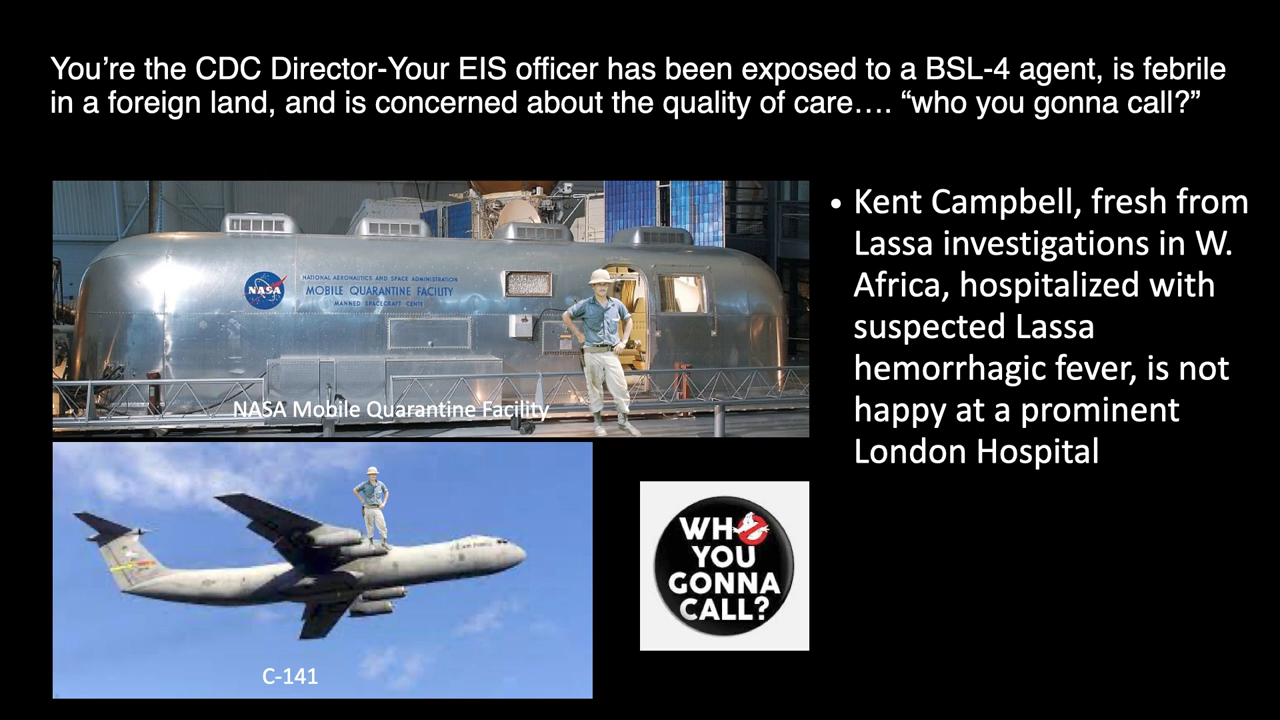 You’re the CDC Director-Your EIS officer has been exposed to a BSL-4 agent, is febrile
in a foreign land, and is concerned about the quality of care…. “who you gonna call?”
NASA
NATIONAL AERONAUTICS AND SPACE ADMINISTRATION
MOBILE QUARANTINE FACILITY
MANNED SPACECRAFT CENTER
NASA Mobile Quarantine Facility
• Kent Campbell, fresh from
Lassa investigations in W.
Africa, hospitalized with
suspected Lassa
hemorrhagic fever, is not
happy at a prominent
London Hospital
C-141
WHO
YOU
GONNA
CALL?